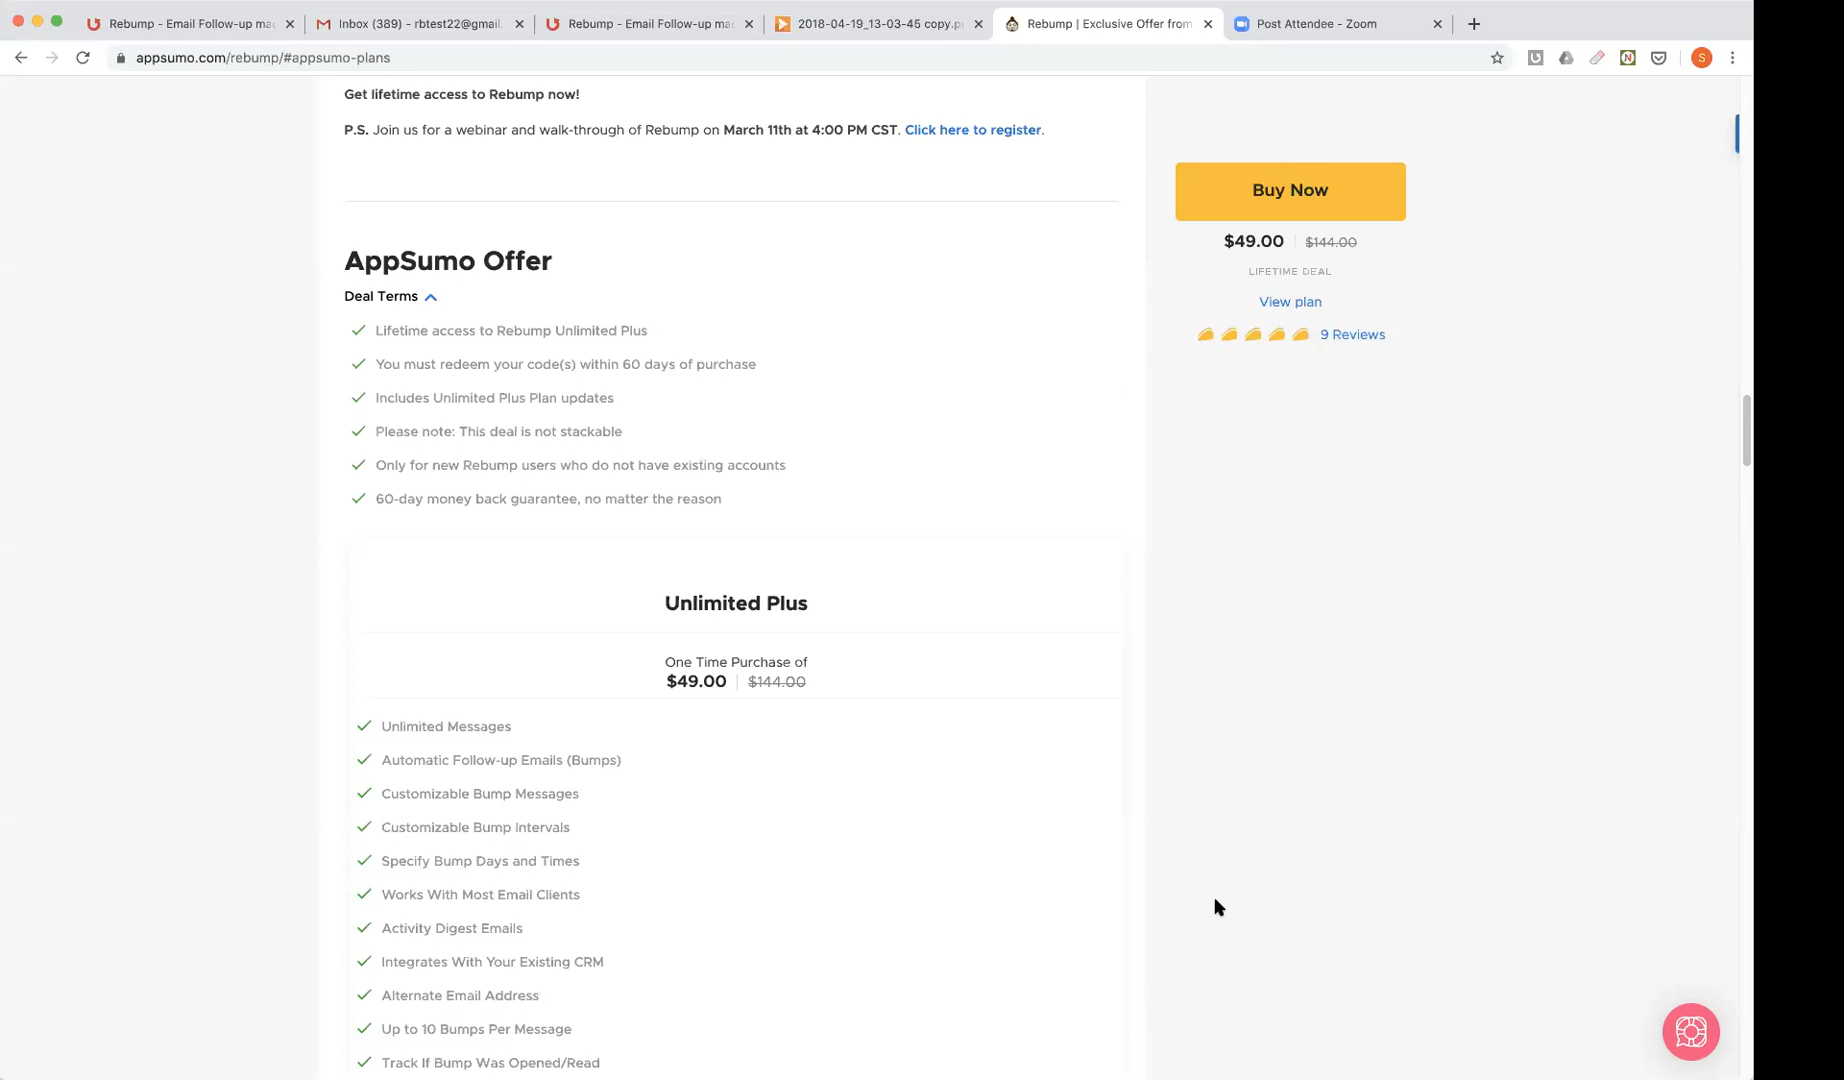 Rebump - Email Follow-up mac
Inbox (389) - rbtest22@gmail.
Rebump - Email Follow-up mac
2018-04-19_13-03-45 copy.p
Rebump | Exclusive Offer from
Post Attendee - Zoom
appsumo.com/rebump/#appsumo-plans
S
Get lifetime access to Rebump now!
P.S. Join us for a webinar and walk-through of Rebump on March 11th at 4:00 PM CST. Click here to register.
Buy Now
$49.00 $144.00
LIFETIME DEAL
View plan
9 Reviews
AppSumo Offer
Deal Terms
Lifetime access to Rebump Unlimited Plus
You must redeem your code(s) within 60 days of purchase
Includes Unlimited Plus Plan updates
Please note: This deal is not stackable
Only for new Rebump users who do not have existing accounts
60-day money back guarantee, no matter the reason
Unlimited Plus
One Time Purchase of
$49.00 $144.00
Unlimited Messages
Automatic Follow-up Emails (Bumps)
Customizable Bump Messages
Customizable Bump Intervals
Specify Bump Days and Times
Works With Most Email Clients
Activity Digest Emails
Integrates With Your Existing CRM
Alternate Email Address
Up to 10 Bumps Per Message
Track If Bump Was Opened/Read